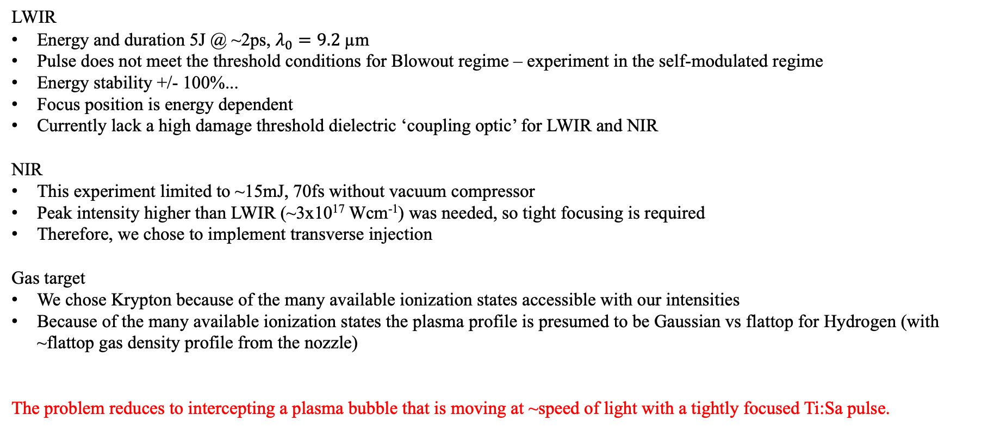 LWIR
• Energy and duration 5J @ ~2ps, λ₀ = 9.2 μm
• Pulse does not meet the threshold conditions for Blowout regime – experiment in the self-modulated regime
• Energy stability +/- 100%...
• Focus position is energy dependent
• Currently lack a high damage threshold dielectric ‘coupling optic’ for LWIR and NIR
NIR
• This experiment limited to ~15mJ, 70fs without vacuum compressor
• Peak intensity higher than LWIR (~3x10¹⁷ Wcm⁻¹) was needed, so tight focusing is required
• Therefore, we chose to implement transverse injection
Gas target
• We chose Krypton because of the many available ionization states accessible with our intensities
• Because of the many available ionization states the plasma profile is presumed to be Gaussian vs flattop for Hydrogen (with
~flattop gas density profile from the nozzle)
The problem reduces to intercepting a plasma bubble that is moving at ~speed of light with a tightly focused Ti:Sa pulse.